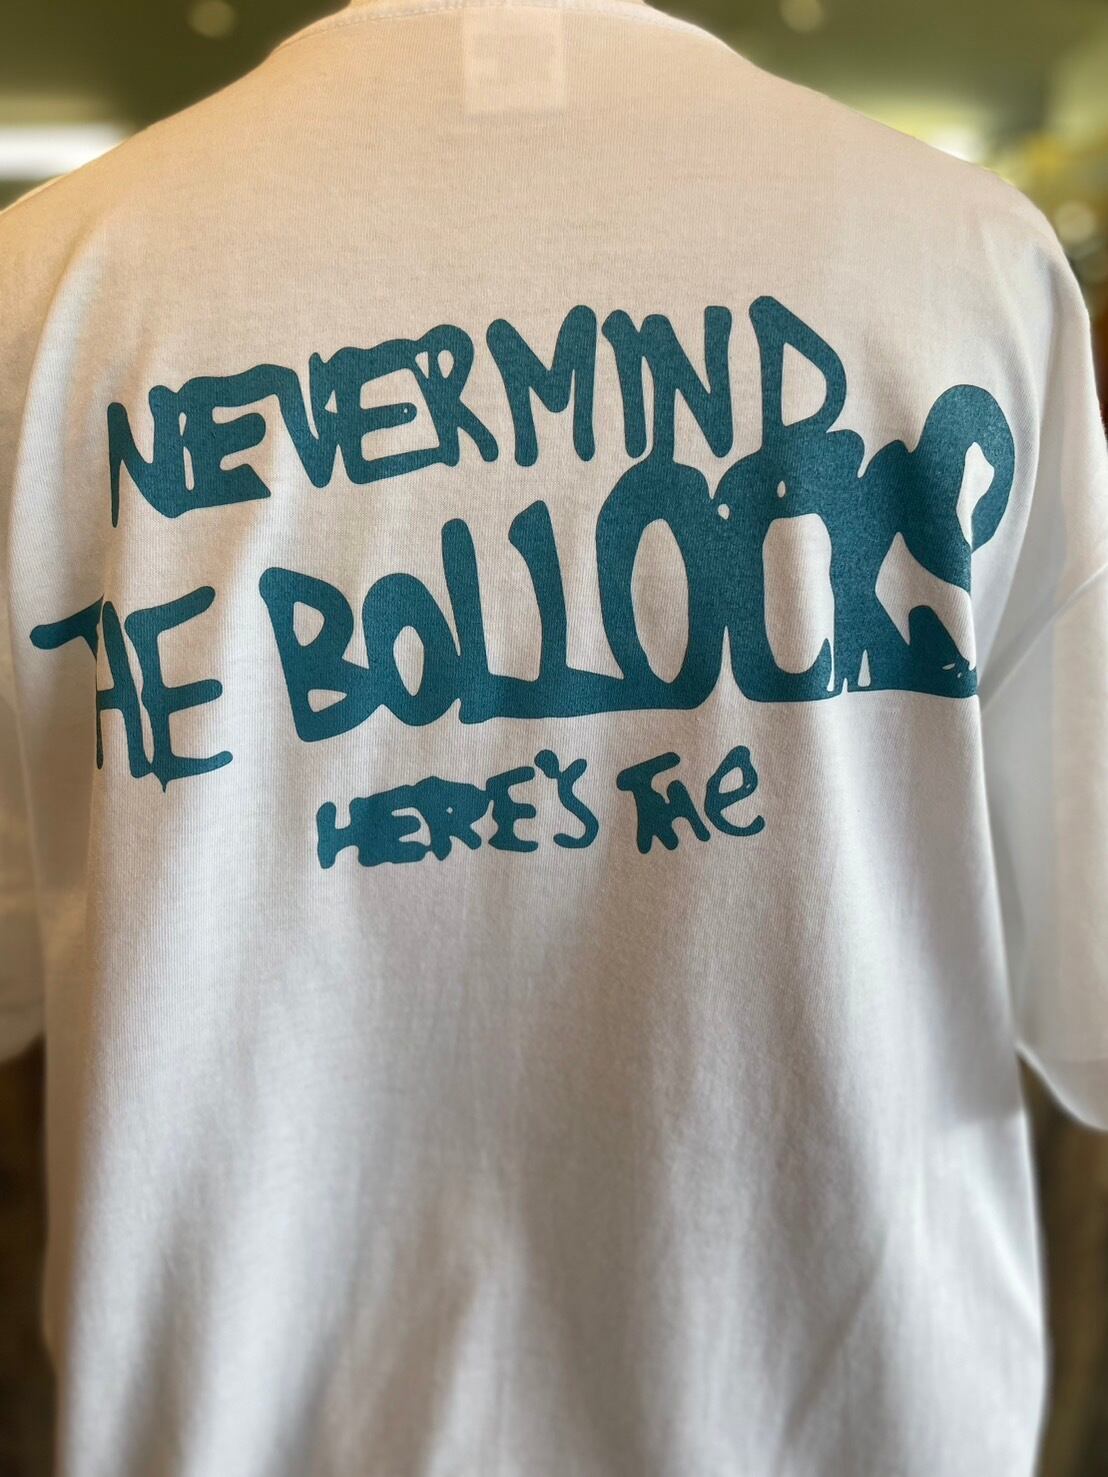 NEVERMIND
THE BOLLOCKS
HERE'S THe